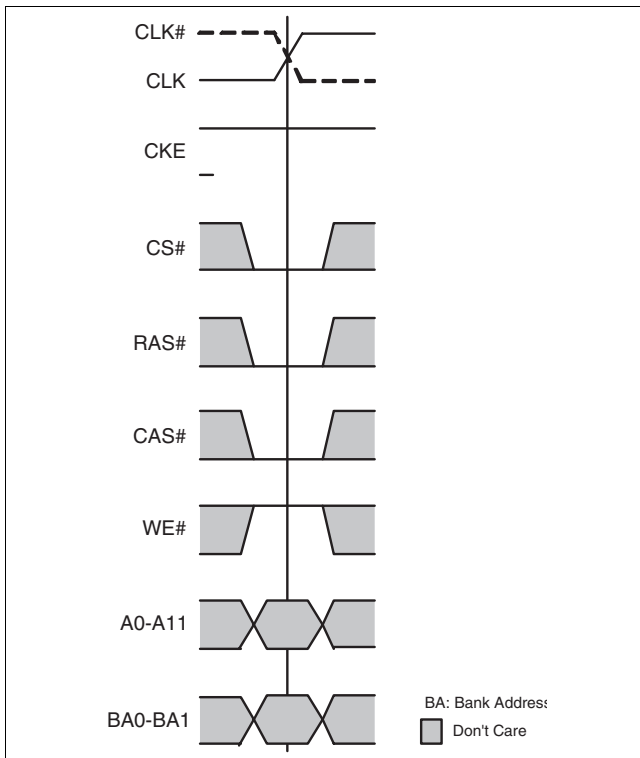 CLK#
CLK
CKE
CS#
RAS#
CAS#
WE#
A0-A11
BA0-BA1
BA: Bank Address
Don't Care